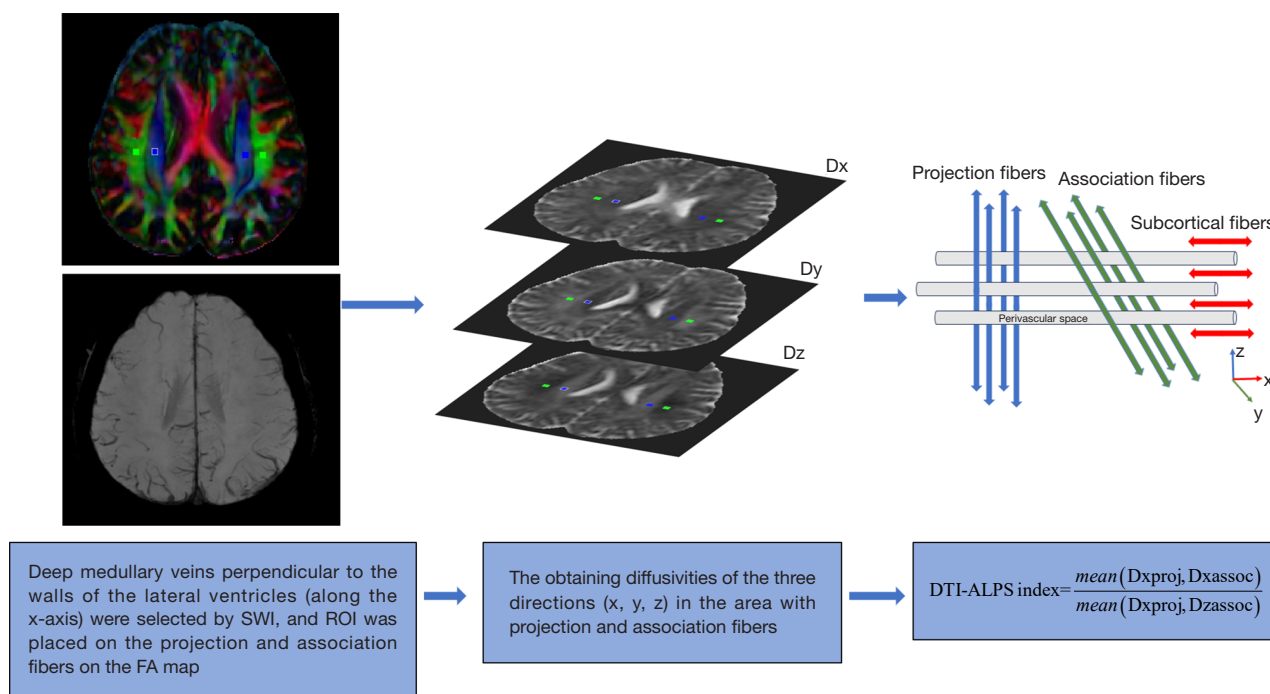 Dx
Dy
Dz
Projection fibers
Association fibers
Subcortical fibers
Perivascular space
z
x
y
Deep medullary veins perpendicular to the
walls of the lateral ventricles (along the
x-axis) were selected by SWI, and ROI was
placed on the projection and association
fibers on the FA map
The obtaining diffusivities of the three
directions (x, y, z) in the area with
projection and association fibers
DTI-ALPS index=mean(Dxproj, Dxassoc)
mean(Dxproj, Dzassoc)